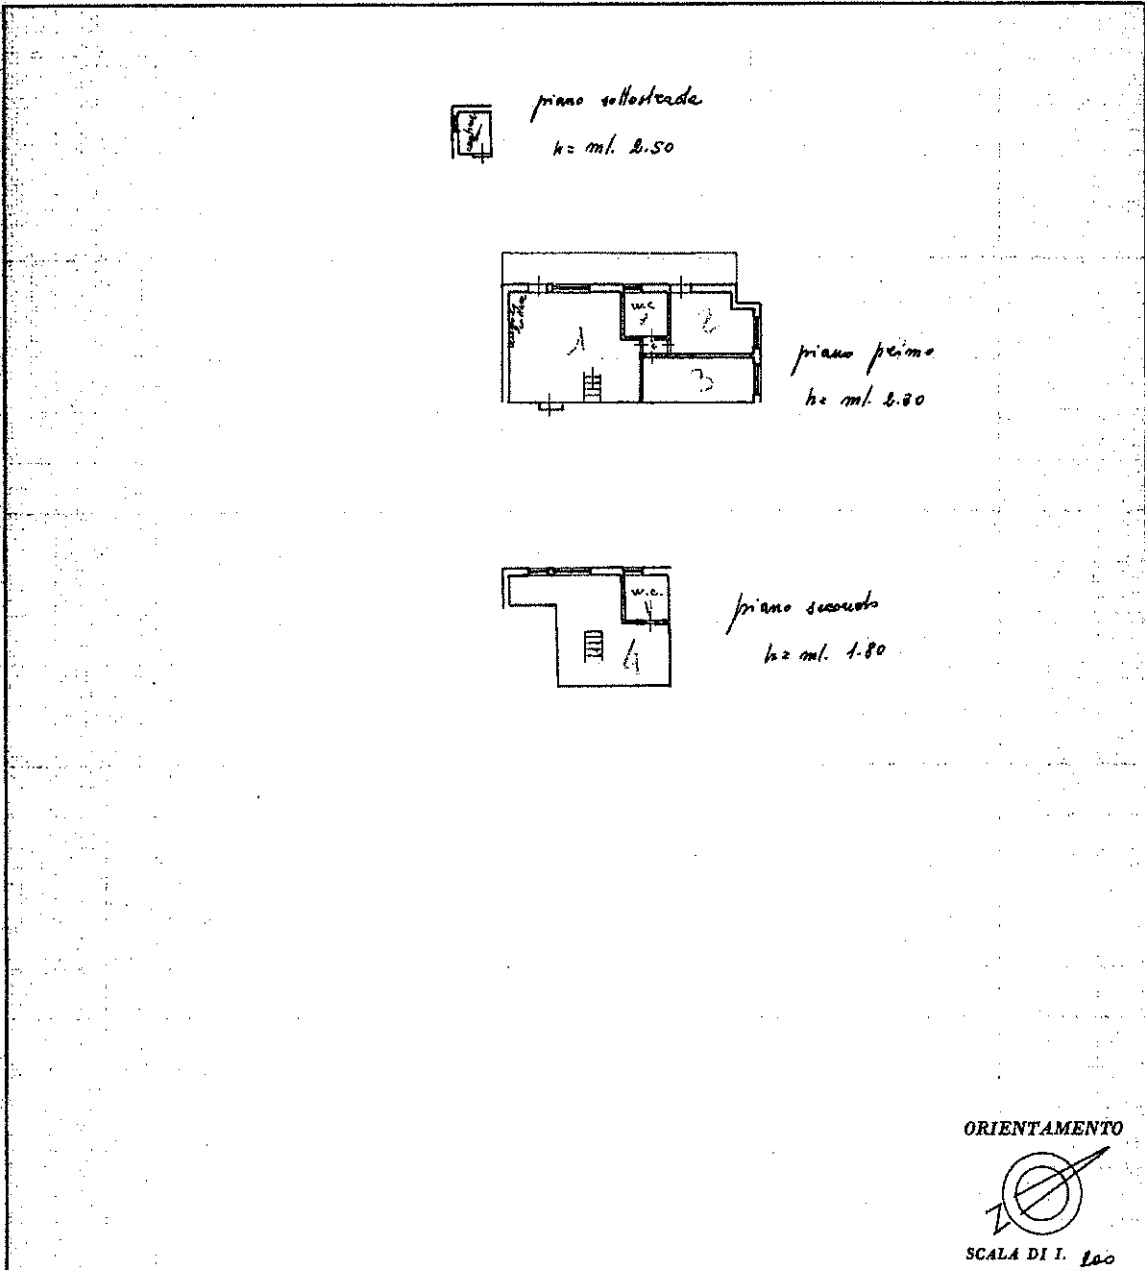 piano sottostrada
h= ml. 2.50
w.c.
1
2
3
piano primo
h= ml. 2.80
w.c.
4
piano secondo
h= ml. 1.80
ORIENTAMENTO
N
SCALA DI 1. 200